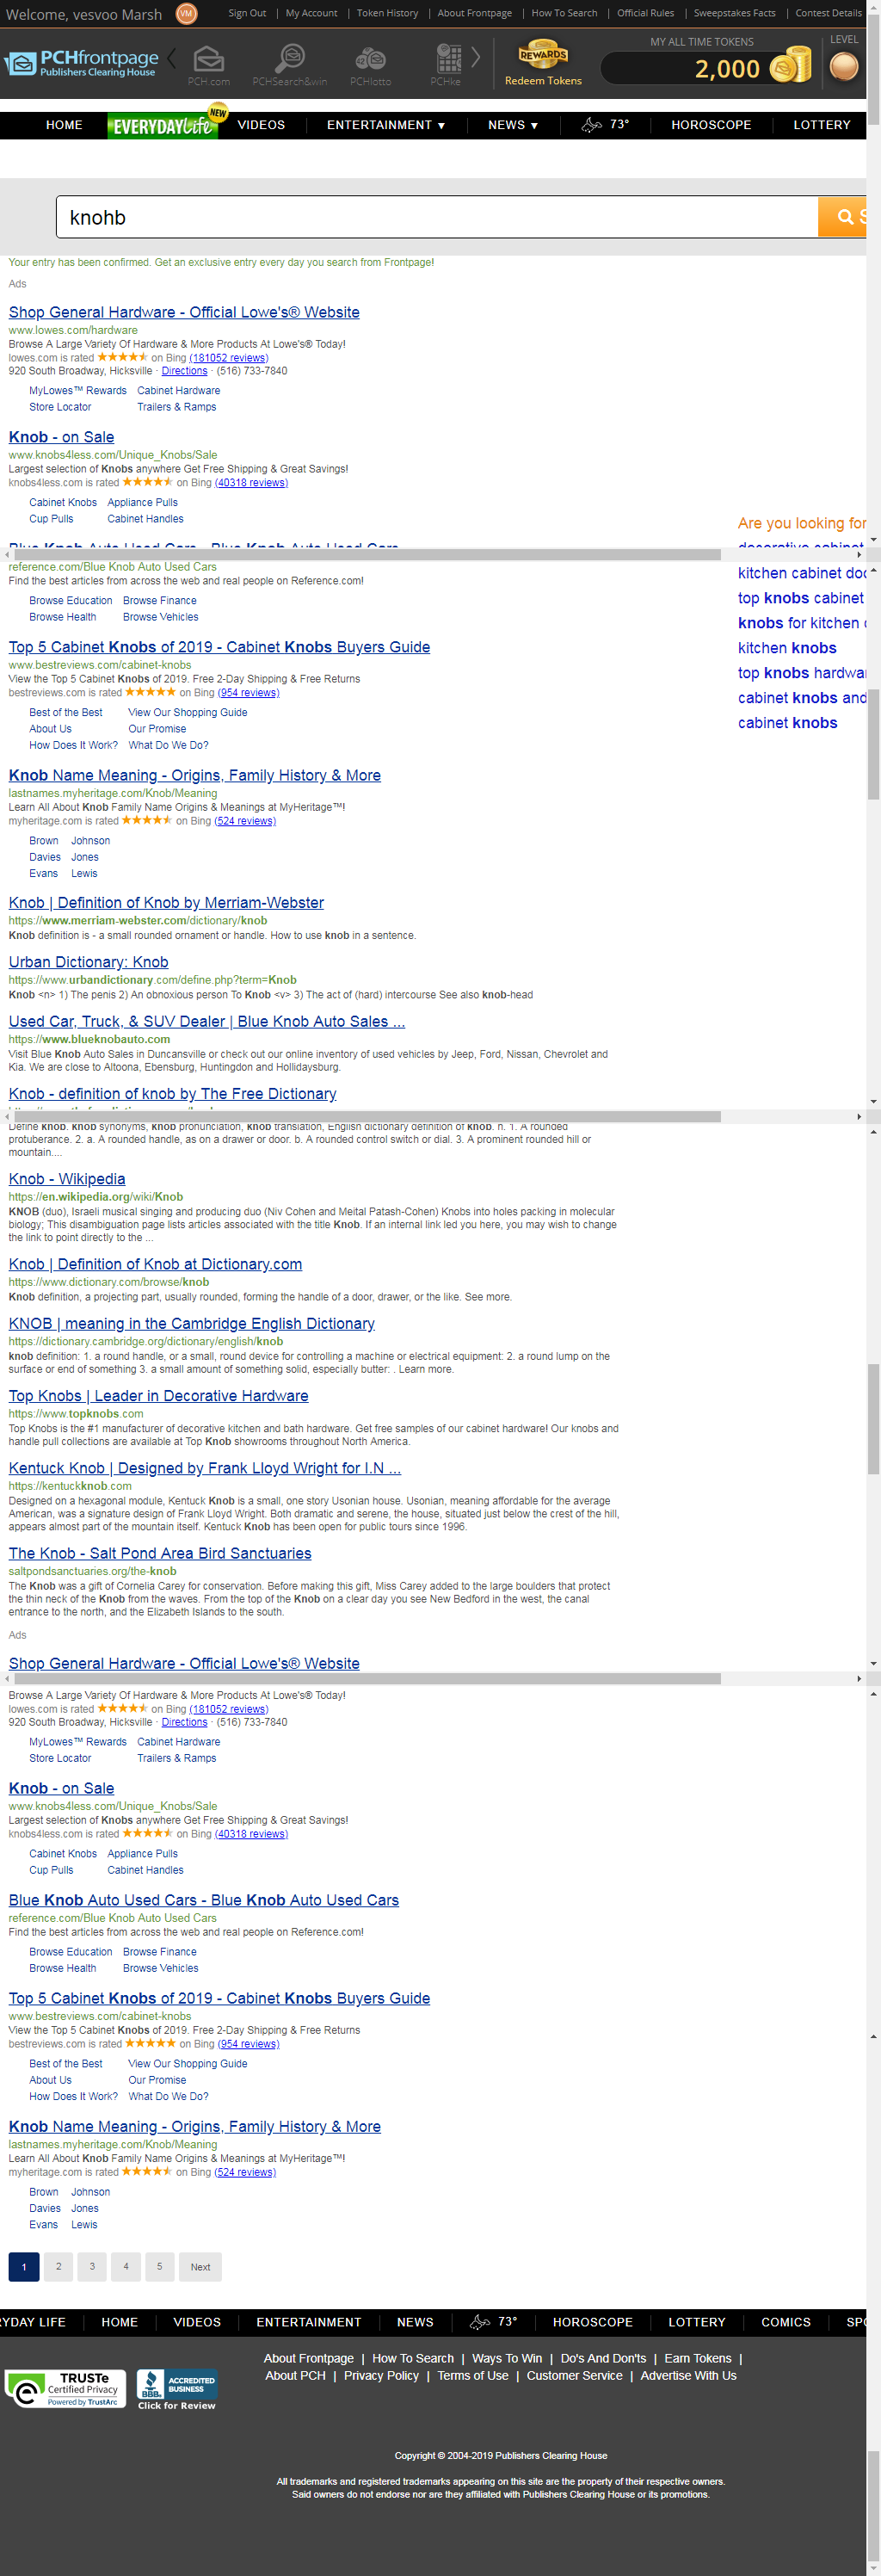 Welcome, vesvoo Marsh VM Sign Out | My Account | Token History | About Frontpage | How To Search | Official Rules | Sweepstakes Facts | Contest Details
PCHfrontpage
Publishers Clearing House
PCH.com PCHSearch&win PCHlotto PCHke
REWARDS
Redeem Tokens
MY ALL TIME TOKENS
2,000
LEVEL
HOME EVERYDAY Life NEW VIDEOS ENTERTAINMENT ▼ NEWS ▼ 73° HOROSCOPE LOTTERY
knohb
Your entry has been confirmed. Get an exclusive entry every day you search from Frontpage!
Ads
Shop General Hardware - Official Lowe's® Website
www.lowes.com/hardware
Browse A Large Variety Of Hardware & More Products At Lowe's® Today!
lowes.com is rated ★★★★★ on Bing (181052 reviews)
920 South Broadway, Hicksville · Directions · (516) 733-7840
MyLowes™ Rewards Cabinet Hardware
Store Locator Trailers & Ramps
Knob - on Sale
www.knobs4less.com/Unique_Knobs/Sale
Largest selection of Knobs anywhere Get Free Shipping & Great Savings!
knobs4less.com is rated ★★★★★ on Bing (40318 reviews)
Cabinet Knobs Appliance Pulls
Cup Pulls Cabinet Handles
Are you looking for
Blue Knob Auto Used Cars - Blue Knob Auto Used Cars
decorative cabinet
reference.com/Blue Knob Auto Used Cars
Find the best articles from across the web and real people on Reference.com!
Browse Education Browse Finance
Browse Health Browse Vehicles
kitchen cabinet doo
top knobs cabinet
knobs for kitchen
kitchen knobs
top knobs hardwar
cabinet knobs and
cabinet knobs
Top 5 Cabinet Knobs of 2019 - Cabinet Knobs Buyers Guide
www.bestreviews.com/cabinet-knobs
View the Top 5 Cabinet Knobs of 2019. Free 2-Day Shipping & Free Returns
bestreviews.com is rated ★★★★★ on Bing (954 reviews)
Best of the Best View Our Shopping Guide
About Us Our Promise
How Does It Work? What Do We Do?
Knob Name Meaning - Origins, Family History & More
lastnames.myheritage.com/Knob/Meaning
Learn All About Knob Family Name Origins & Meanings at MyHeritage™!
myheritage.com is rated ★★★★★ on Bing (524 reviews)
Brown Johnson
Davies Jones
Evans Lewis
Knob | Definition of Knob by Merriam-Webster
https://www.merriam-webster.com/dictionary/knob
Knob definition is - a small rounded ornament or handle. How to use knob in a sentence.
Urban Dictionary: Knob
https://www.urbandictionary.com/define.php?term=Knob
Knob <n> 1) The penis 2) An obnoxious person To Knob <v> 3) The act of (hard) intercourse See also knob-head
Used Car, Truck, & SUV Dealer | Blue Knob Auto Sales ...
https://www.blueknobauto.com
Visit Blue Knob Auto Sales in Duncansville or check out our online inventory of used vehicles by Jeep, Ford, Nissan, Chevrolet and
Kia. We are close to Altoona, Ebensburg, Huntingdon and Hollidaysburg.
Knob - definition of knob by The Free Dictionary
Define knob. knob synonyms, knob pronunciation, knob translation, English dictionary definition of knob. n. 1. A rounded
protuberance. 2. a. A rounded handle, as on a drawer or door. b. A rounded control switch or dial. 3. A prominent rounded hill or
mountain....
Knob - Wikipedia
https://en.wikipedia.org/wiki/Knob
KNOB (duo), Israeli musical singing and producing duo (Niv Cohen and Meital Patash-Cohen) Knobs into holes packing in molecular
biology; This disambiguation page lists articles associated with the title Knob. If an internal link led you here, you may wish to change
the link to point directly to the ...
Knob | Definition of Knob at Dictionary.com
https://www.dictionary.com/browse/knob
Knob definition, a projecting part, usually rounded, forming the handle of a door, drawer, or the like. See more.
KNOB | meaning in the Cambridge English Dictionary
https://dictionary.cambridge.org/dictionary/english/knob
knob definition: 1. a round handle, or a small, round device for controlling a machine or electrical equipment: 2. a round lump on the
surface or end of something 3. a small amount of something solid, especially butter: . Learn more.
Top Knobs | Leader in Decorative Hardware
https://www.topknobs.com
Top Knobs is the #1 manufacturer of decorative kitchen and bath hardware. Get free samples of our cabinet hardware! Our knobs and
handle pull collections are available at Top Knob showrooms throughout North America.
Kentuck Knob | Designed by Frank Lloyd Wright for I.N ...
https://kentuckknob.com
Designed on a hexagonal module, Kentuck Knob is a small, one story Usonian house. Usonian, meaning affordable for the average
American, was a signature design of Frank Lloyd Wright. Both dramatic and serene, the house, situated just below the crest of the hill,
appears almost part of the mountain itself. Kentuck Knob has been open for public tours since 1996.
The Knob - Salt Pond Area Bird Sanctuaries
saltpondsanctuaries.org/the-knob
The Knob was a gift of Cornelia Carey for conservation. Before making this gift, Miss Carey added to the large boulders that protect
the thin neck of the Knob from the waves. From the top of the Knob on a clear day you see New Bedford in the west, the canal
entrance to the north, and the Elizabeth Islands to the south.
Ads
Shop General Hardware - Official Lowe's® Website
Browse A Large Variety Of Hardware & More Products At Lowe's® Today!
lowes.com is rated ★★★★★ on Bing (181052 reviews)
920 South Broadway, Hicksville · Directions · (516) 733-7840
MyLowes™ Rewards Cabinet Hardware
Store Locator Trailers & Ramps
Knob - on Sale
www.knobs4less.com/Unique_Knobs/Sale
Largest selection of Knobs anywhere Get Free Shipping & Great Savings!
knobs4less.com is rated ★★★★★ on Bing (40318 reviews)
Cabinet Knobs Appliance Pulls
Cup Pulls Cabinet Handles
Blue Knob Auto Used Cars - Blue Knob Auto Used Cars
reference.com/Blue Knob Auto Used Cars
Find the best articles from across the web and real people on Reference.com!
Browse Education Browse Finance
Browse Health Browse Vehicles
Top 5 Cabinet Knobs of 2019 - Cabinet Knobs Buyers Guide
www.bestreviews.com/cabinet-knobs
View the Top 5 Cabinet Knobs of 2019. Free 2-Day Shipping & Free Returns
bestreviews.com is rated ★★★★★ on Bing (954 reviews)
Best of the Best View Our Shopping Guide
About Us Our Promise
How Does It Work? What Do We Do?
Knob Name Meaning - Origins, Family History & More
lastnames.myheritage.com/Knob/Meaning
Learn All About Knob Family Name Origins & Meanings at MyHeritage™!
myheritage.com is rated ★★★★★ on Bing (524 reviews)
Brown Johnson
Davies Jones
Evans Lewis
1 2 3 4 5 Next
RYDAY LIFE HOME VIDEOS ENTERTAINMENT NEWS 73° HOROSCOPE LOTTERY COMICS SPO
About Frontpage | How To Search | Ways To Win | Do's And Don'ts | Earn Tokens |
About PCH | Privacy Policy | Terms of Use | Customer Service | Advertise With Us
TRUSTe
Certified Privacy
Powered by TrustArc
BBB ACCREDITED BUSINESS
Click for Review
Copyright © 2004-2019 Publishers Clearing House
All trademarks and registered trademarks appearing on this site are the property of their respective owners.
Said owners do not endorse nor are they affiliated with Publishers Clearing House or its promotions.